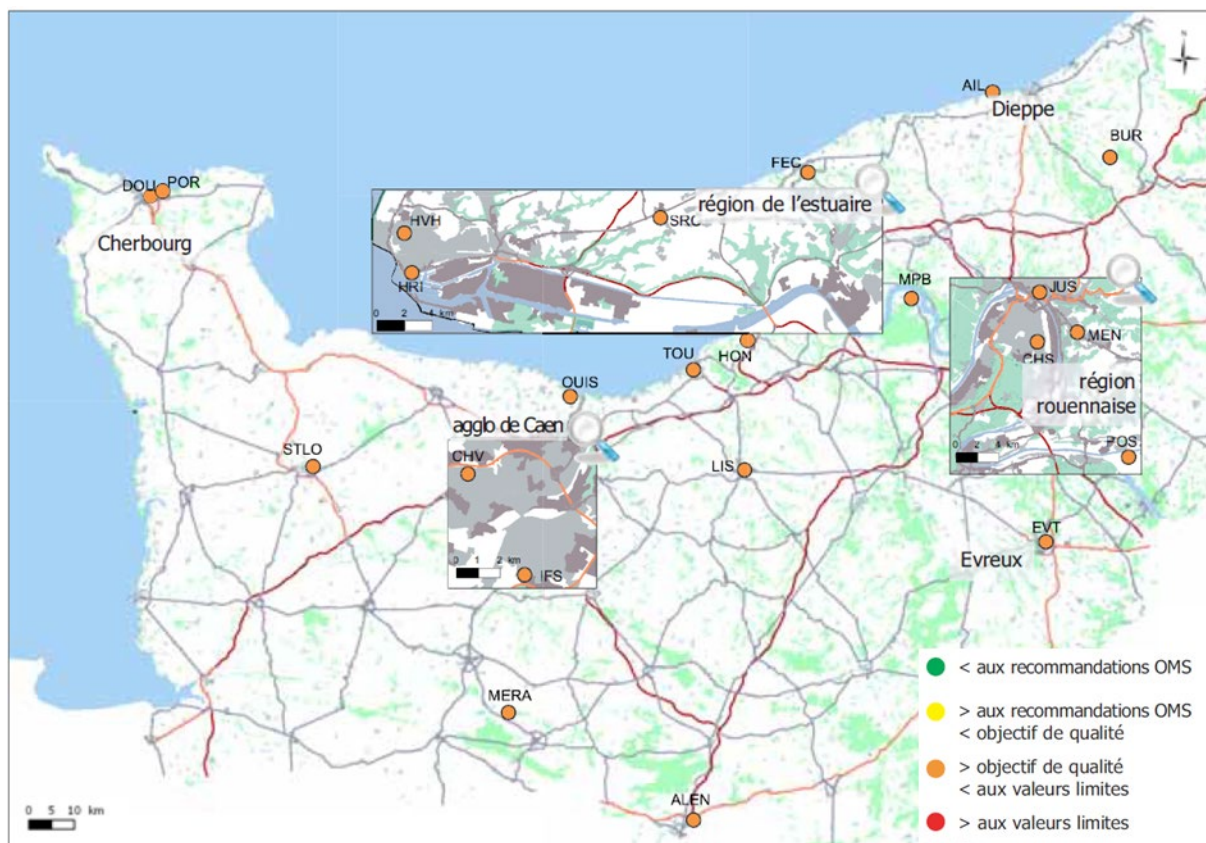 N
AIL
Dieppe
BUR
FEC
DOU
POR
Cherbourg
région de l'estuaire
HVH
SRC
HRI
0 2 4 km
MPB
JUS
MEN
CHS
région
rouennaise
0 2 4 km
POS
HON
TOU
OUIS
agglo de Caen
CHV
0 1 2 km
IFS
STLO
LIS
EVT
Evreux
MERA
ALEN
0 5 10 km
< aux recommandations OMS
> aux recommandations OMS
< objectif de qualité
> objectif de qualité
< aux valeurs limites
> aux valeurs limites